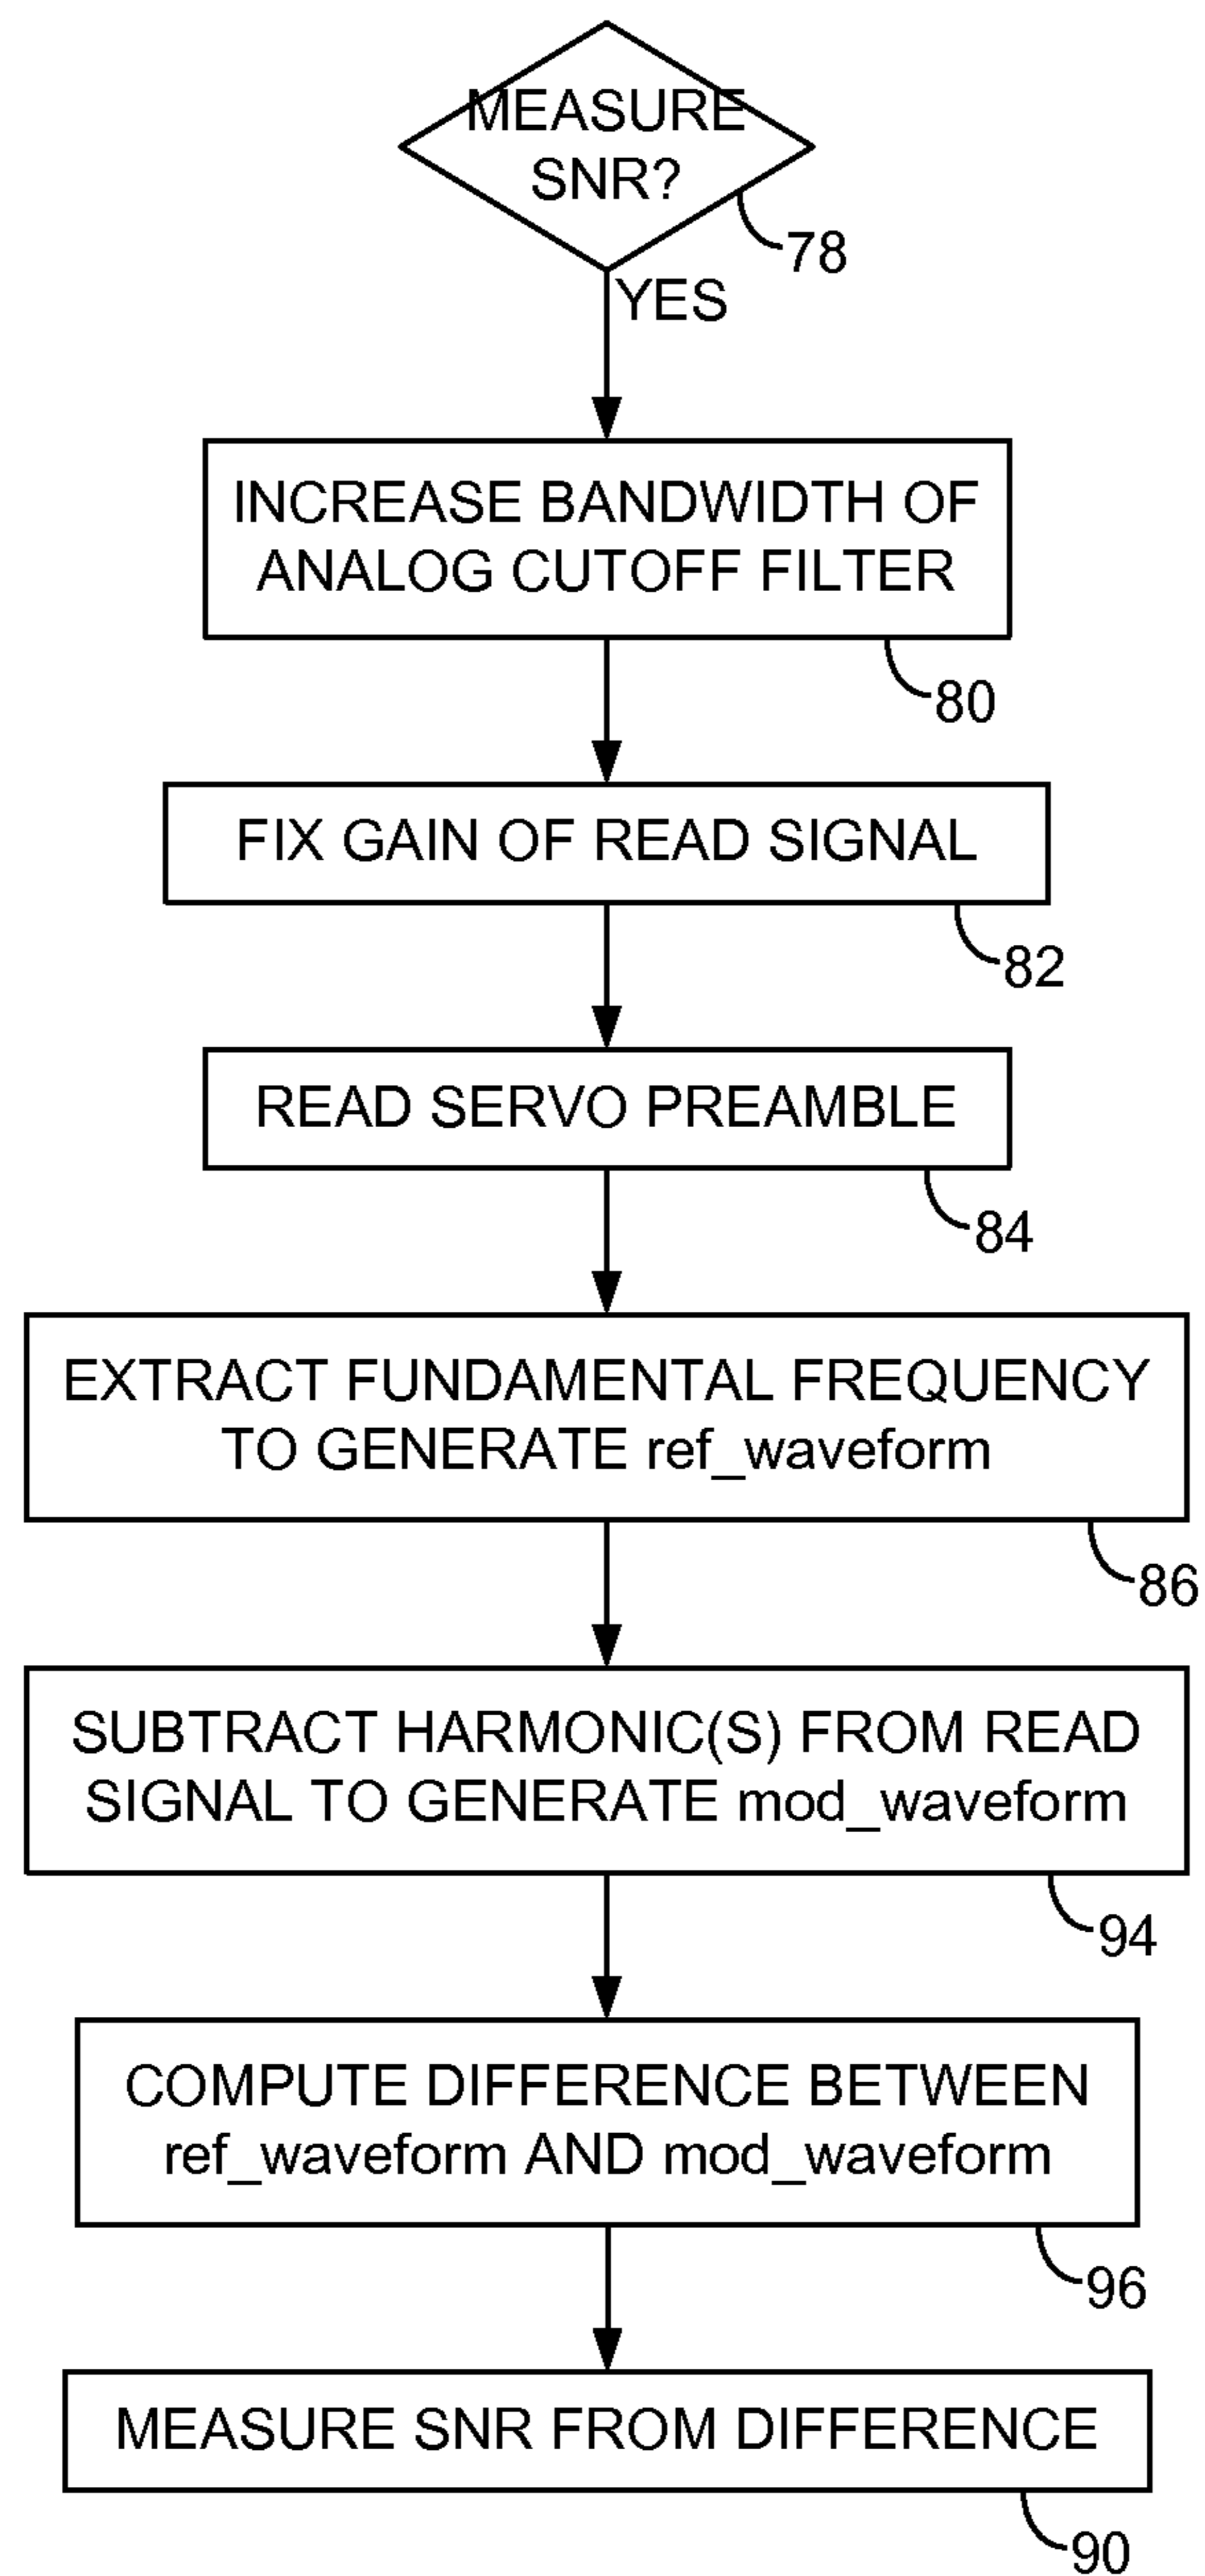 MEASURE
SNR?
78
YES
INCREASE BANDWIDTH OF
ANALOG CUTOFF FILTER
80
FIX GAIN OF READ SIGNAL
82
READ SERVO PREAMBLE
84
EXTRACT FUNDAMENTAL FREQUENCY
TO GENERATE ref_waveform
86
SUBTRACT HARMONIC(S) FROM READ
SIGNAL TO GENERATE mod_waveform
94
COMPUTE DIFFERENCE BETWEEN
ref_waveform AND mod_waveform
96
MEASURE SNR FROM DIFFERENCE
90